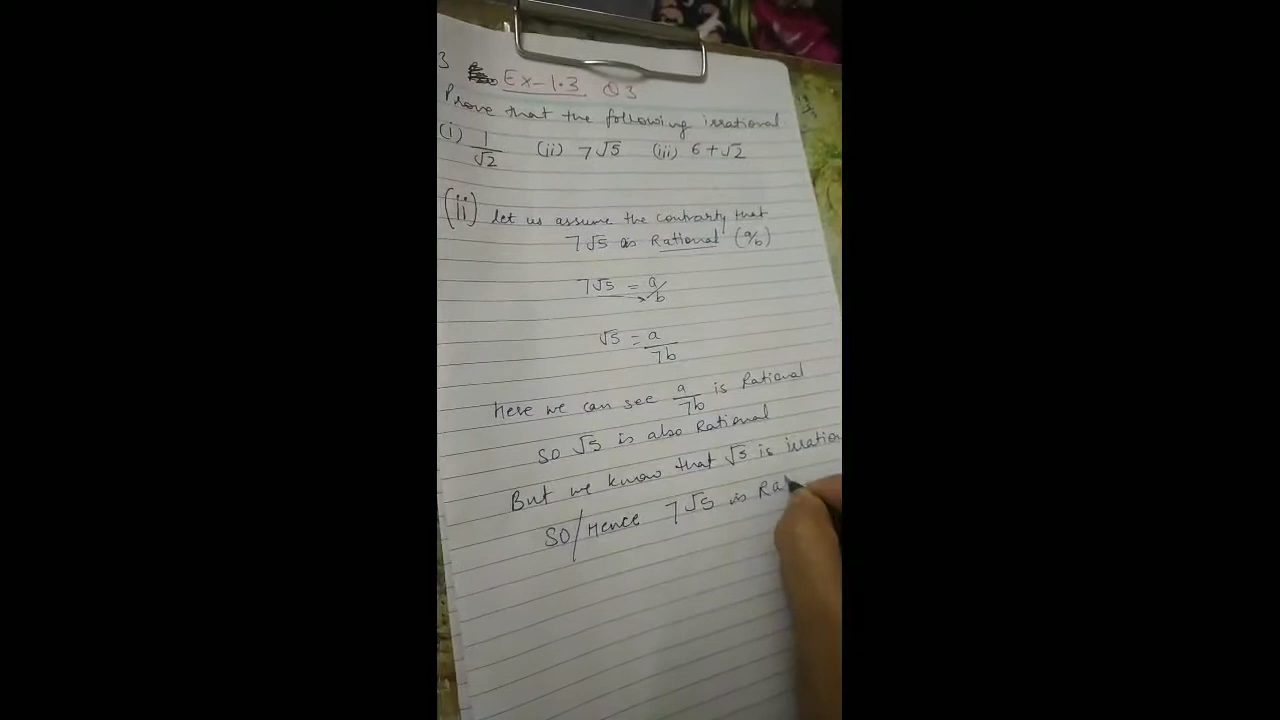 3 Ex-1.3 Q3
Prove that the following irrational
(i) 1/√2 (ii) 7√5 (iii) 6+√2
(ii) let us assume the contrarty that
7√5 is Rational (a/b)
7√5 = a/b
√5 = a/7b
Here we can see a/7b is Rational
SO √5 is also Rational
But we know that √5 is irration
SO/Hence 7√5 is Ra